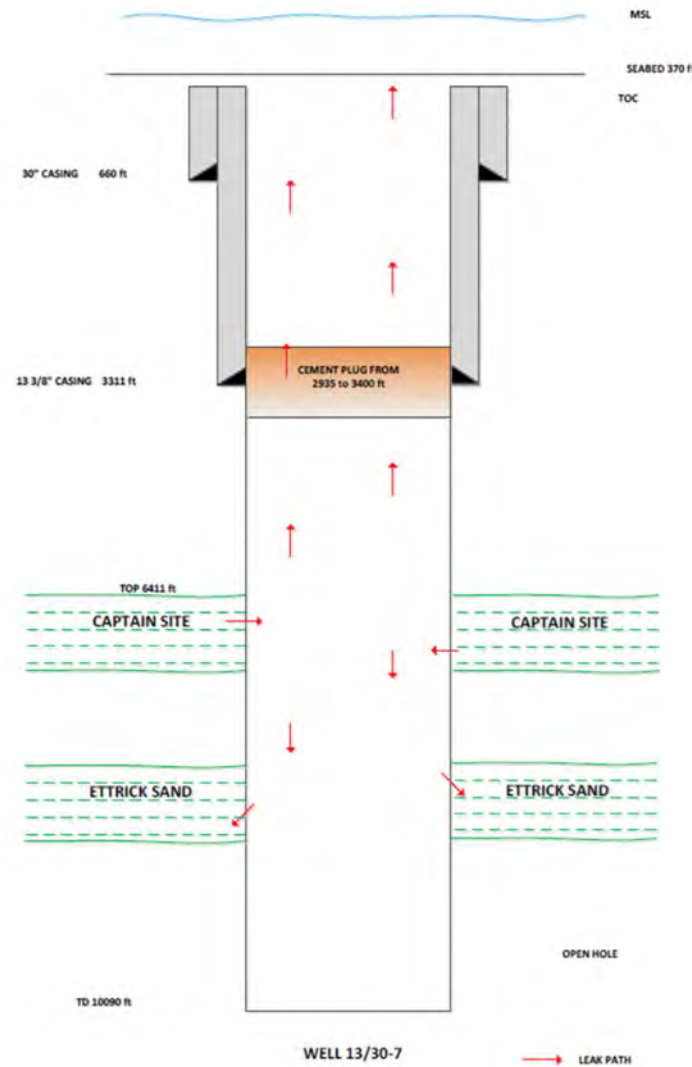 MSL
SEABED 370 ft
TOC
30" CASING 660 ft
CEMENT PLUG FROM
2935 to 3400 ft
13 3/8" CASING 3311 ft
TOP 6411 ft
CAPTAIN SITE
CAPTAIN SITE
ETTRICK SAND
ETTRICK SAND
OPEN HOLE
TD 10090 ft
WELL 13/30-7
LEAK PATH